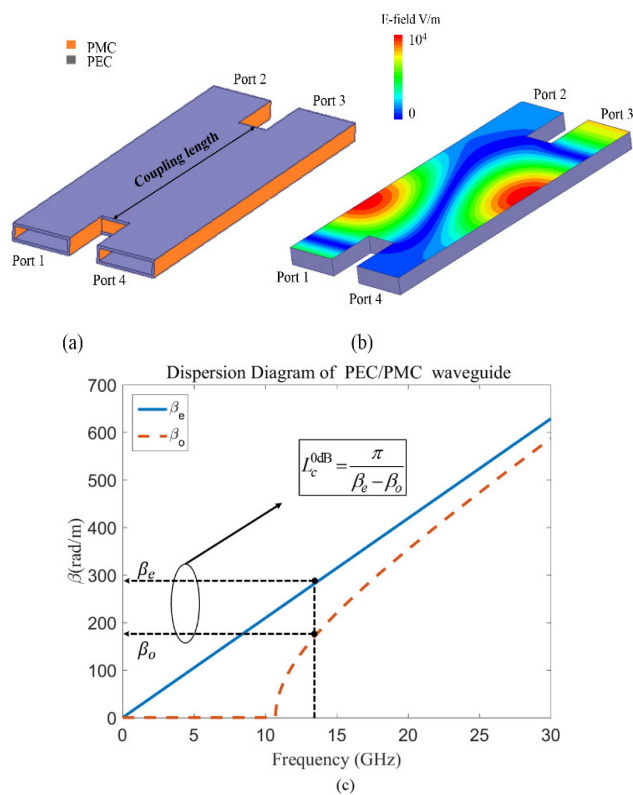 PMC
PEC
Port 2
Port 3
Coupling length
Port 1
Port 4
(a)
E-field V/m
10⁴
0
Port 2
Port 3
Port 1
Port 4
(b)
Dispersion Diagram of PEC/PMC waveguide
β_e
β_o
L_c^{0dB} = π / (β_e − β_o)
β_e
β_o
β(rad/m)
700
600
500
400
300
200
100
0
0 5 10 15 20 25 30
Frequency (GHz)
(c)